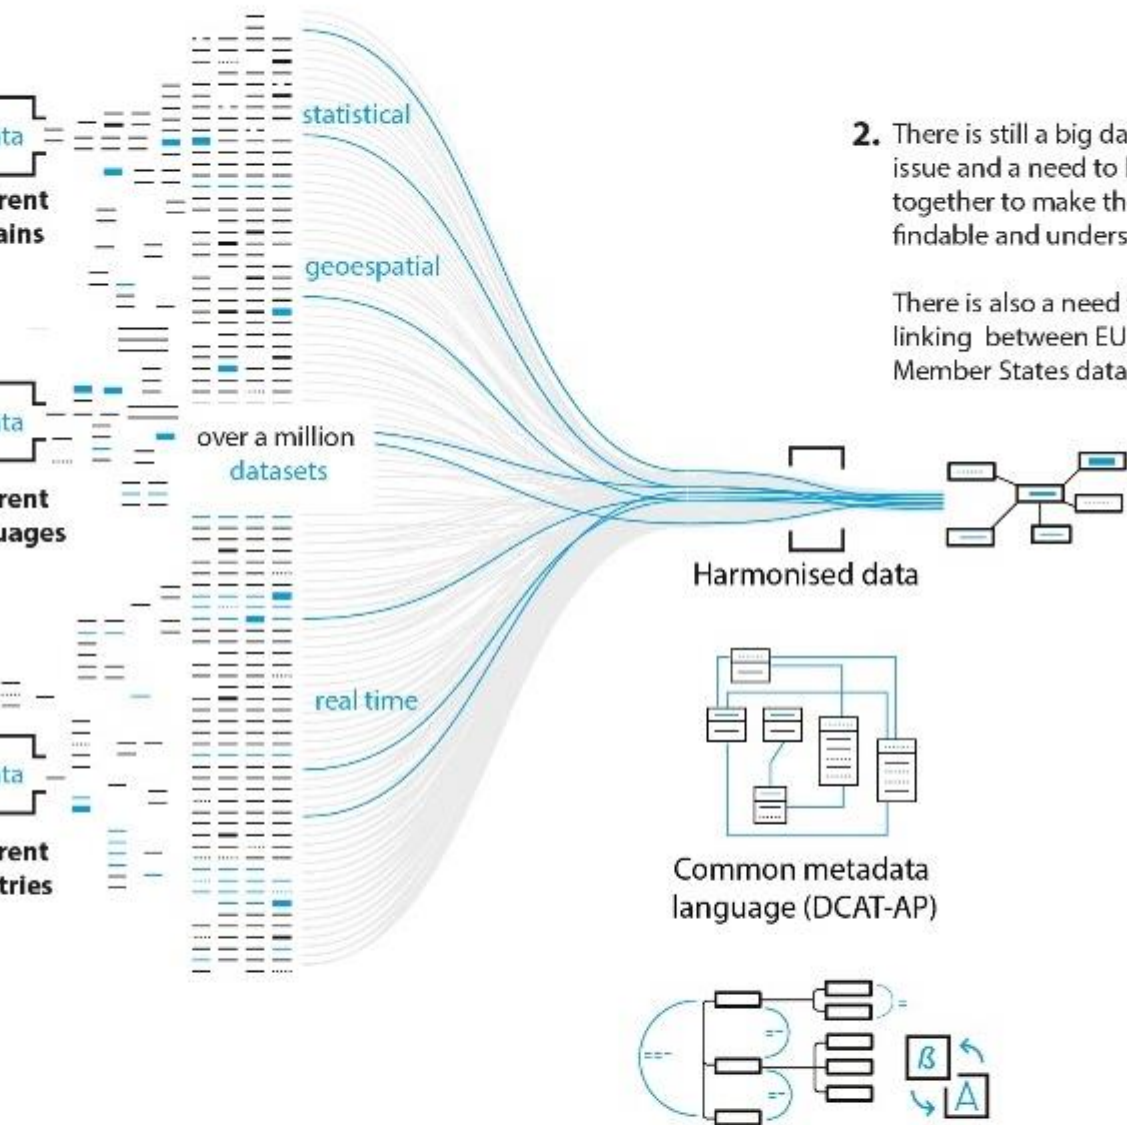 ta
rent
ains
ta
rent
uages
ta
rent
tries
statistical
geoespatial
over a million
datasets
real time
2. There is still a big da
issue and a need to
together to make th
findable and unders
There is also a need
linking between EU
Member States data
Harmonised data
Common metadata
language (DCAT-AP)
ß
A